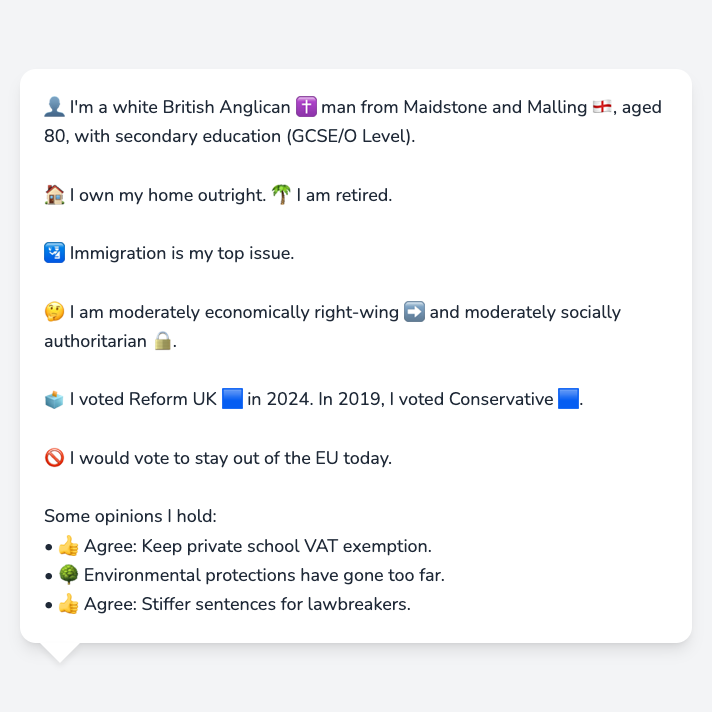 👤 I'm a white British Anglican ✝️ man from Maidstone and Malling 🏴󠁧󠁢󠁥󠁮󠁧󠁿, aged
80, with secondary education (GCSE/O Level).
🏠 I own my home outright. 🌴 I am retired.
🛂 Immigration is my top issue.
🤔 I am moderately economically right-wing ➡️ and moderately socially
authoritarian 🔒.
🗳️ I voted Reform UK 🟦 in 2024. In 2019, I voted Conservative 🟦.
🚫 I would vote to stay out of the EU today.
Some opinions I hold:
• 👍 Agree: Keep private school VAT exemption.
• 🌳 Environmental protections have gone too far.
• 👍 Agree: Stiffer sentences for lawbreakers.